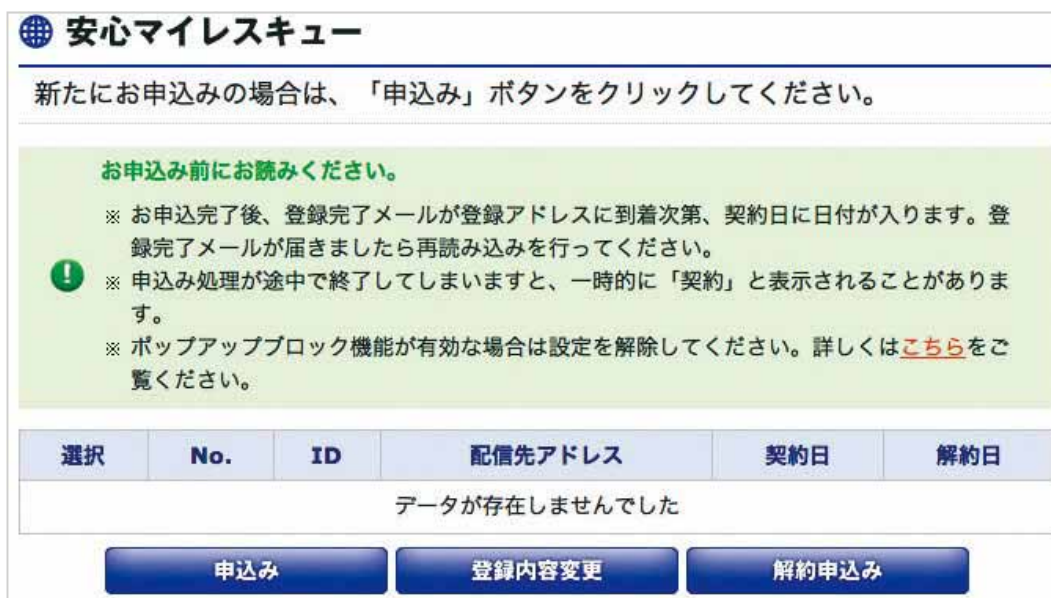 安心マイレスキュー
新たにお申込みの場合は、「申込み」ボタンをクリックしてください。
お申込み前にお読みください。
※ お申込完了後、登録完了メールが登録アドレスに到着次第、契約日に日付が入ります。登
録完了メールが届きましたら再読み込みを行ってください。
※ 申込み処理が途中で終了してしまいますと、一時的に「契約」と表示されることがありま
す。
※ ポップアップブロック機能が有効な場合は設定を解除してください。詳しくはこちらをご
覧ください。
選択 No. ID 配信先アドレス 契約日 解約日
データが存在しませんでした
申込み 登録内容変更 解約申込み